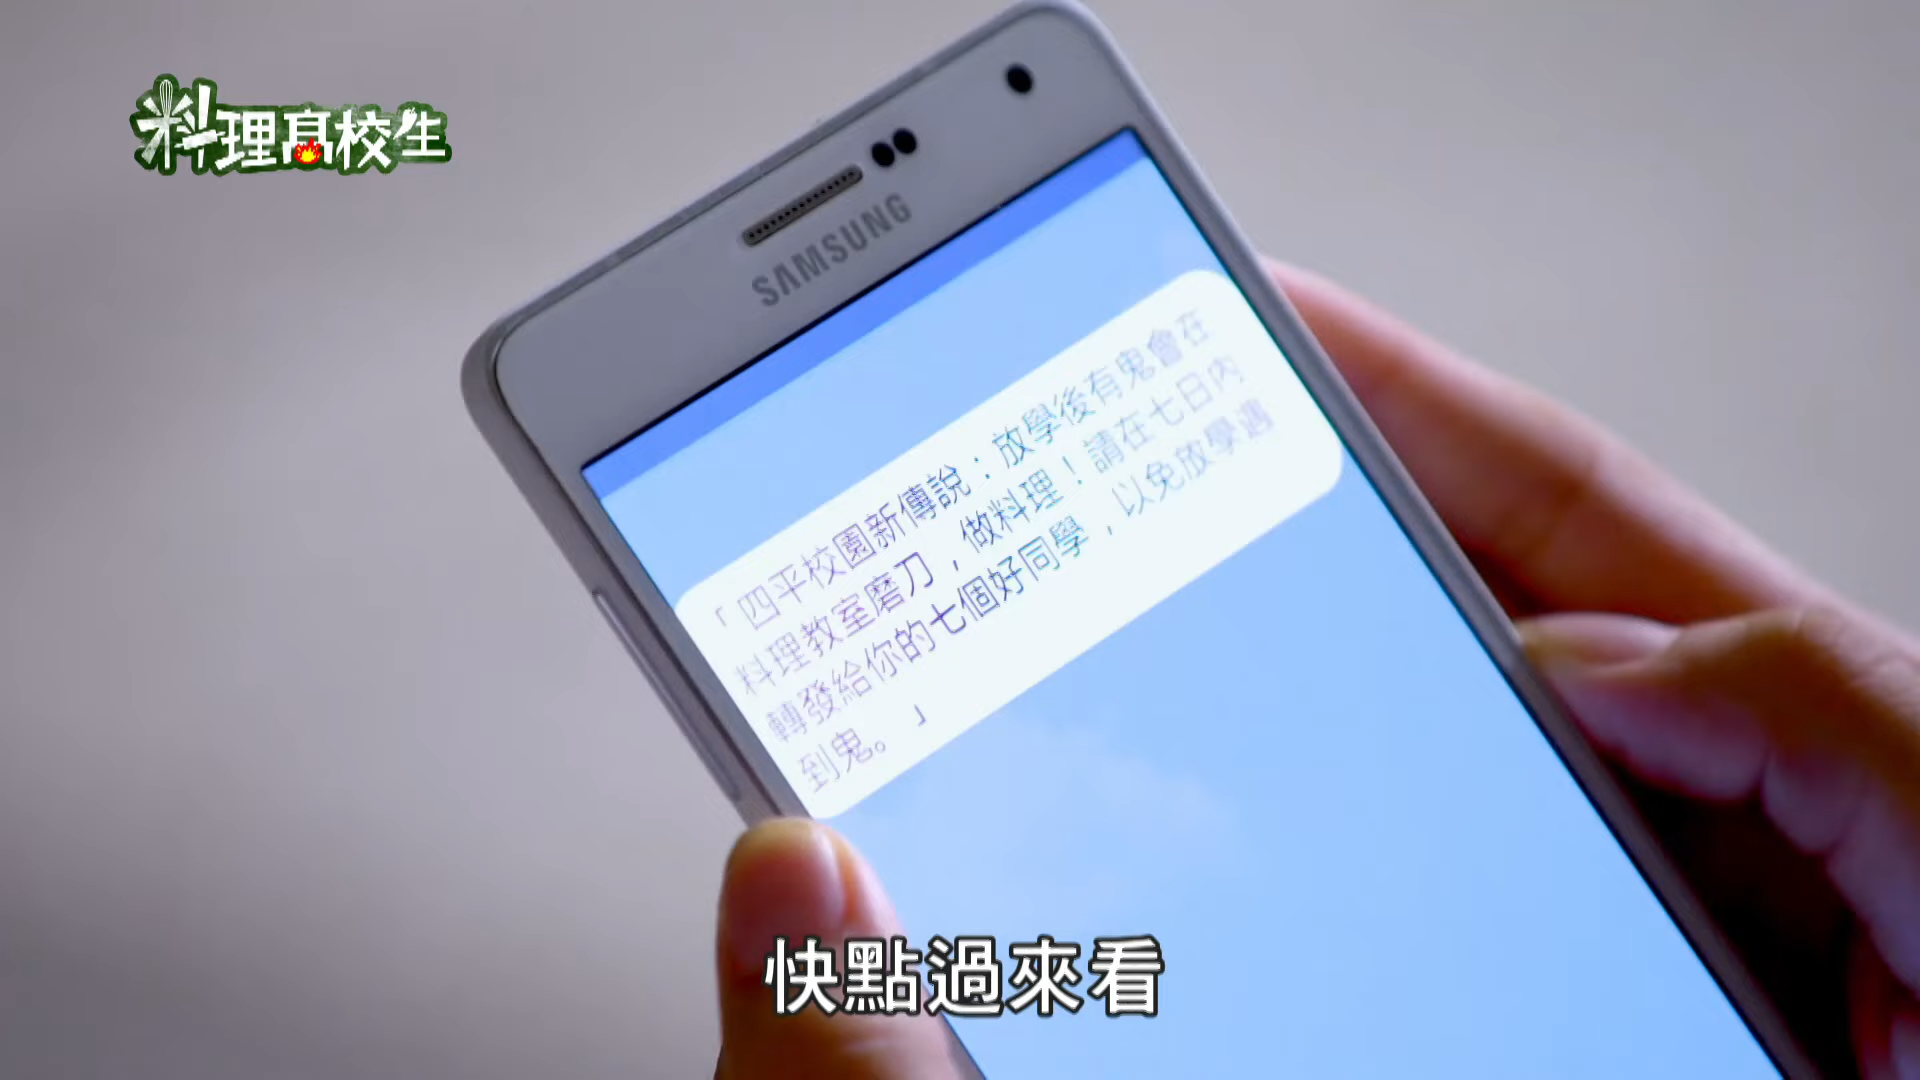 料理高校生
SAMSUNG
「四平校園新傳說：放學後有鬼會在
料理教室磨刀，做料理！請在七日內
轉發給你的七個好同學，以免放學遇
到鬼。」
快點過來看